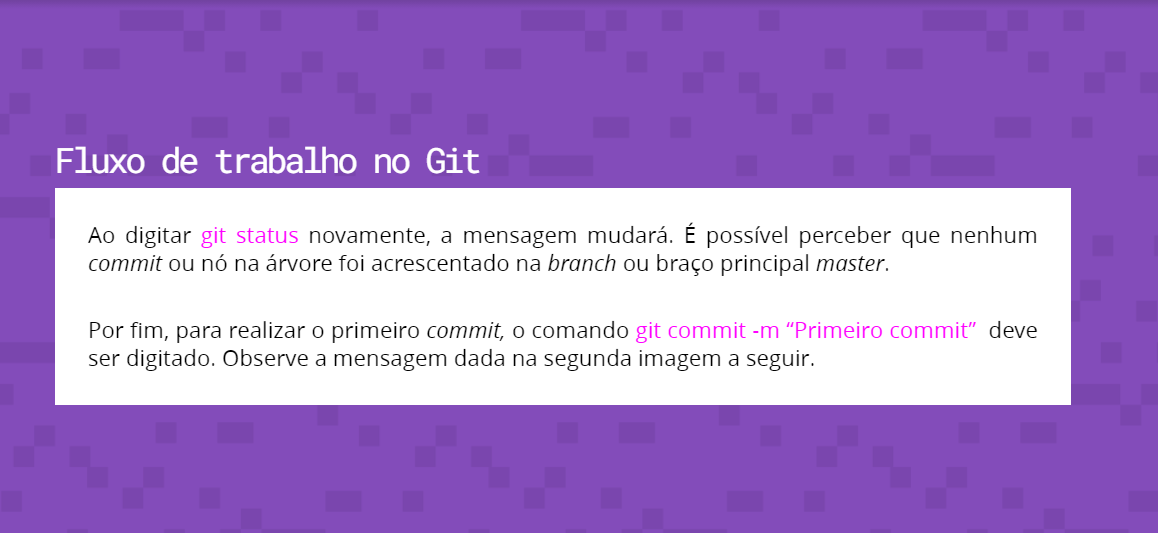 Fluxo de trabalho no Git
Ao digitar git status novamente, a mensagem mudará. É possível perceber que nenhum
commit ou nó na árvore foi acrescentado na branch ou braço principal master.
Por fim, para realizar o primeiro commit, o comando git commit -m “Primeiro commit” deve
ser digitado. Observe a mensagem dada na segunda imagem a seguir.